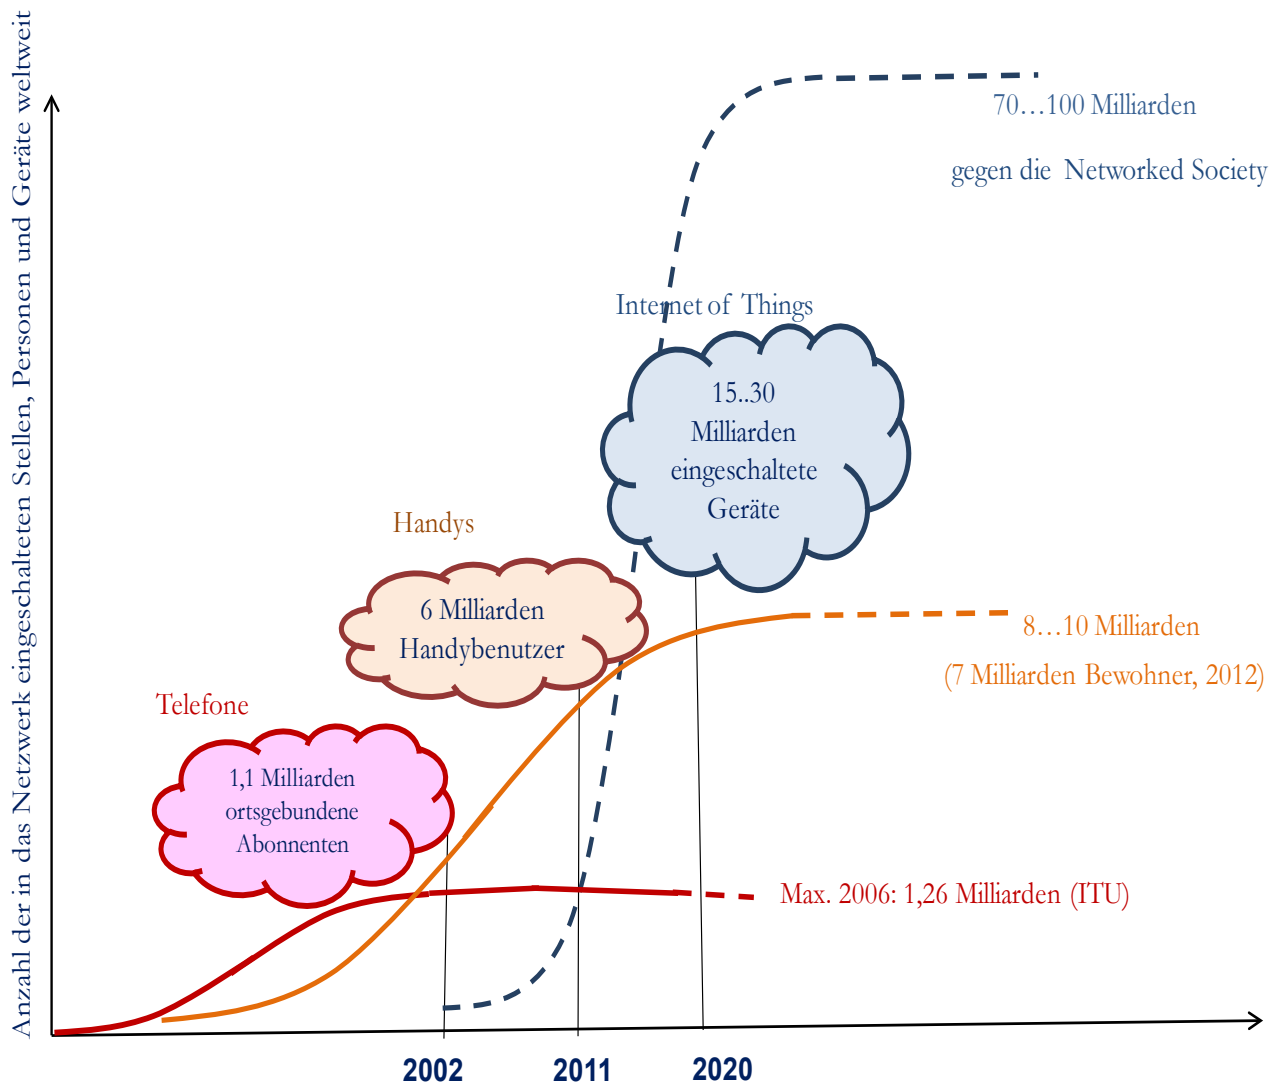 Anzahl der in das Netzwerk eingeschalteten Stellen, Personen und Geräte weltweit
70…100 Milliarden
gegen die Networked Society
Internet of Things
15..30
Milliarden
eingeschaltete
Geräte
Handys
6 Milliarden
Handybenutzer
8…10 Milliarden
(7 Milliarden Bewohner, 2012)
Telefone
1,1 Milliarden
ortsgebundene
Abonnenten
Max. 2006: 1,26 Milliarden (ITU)
2002
2011
2020